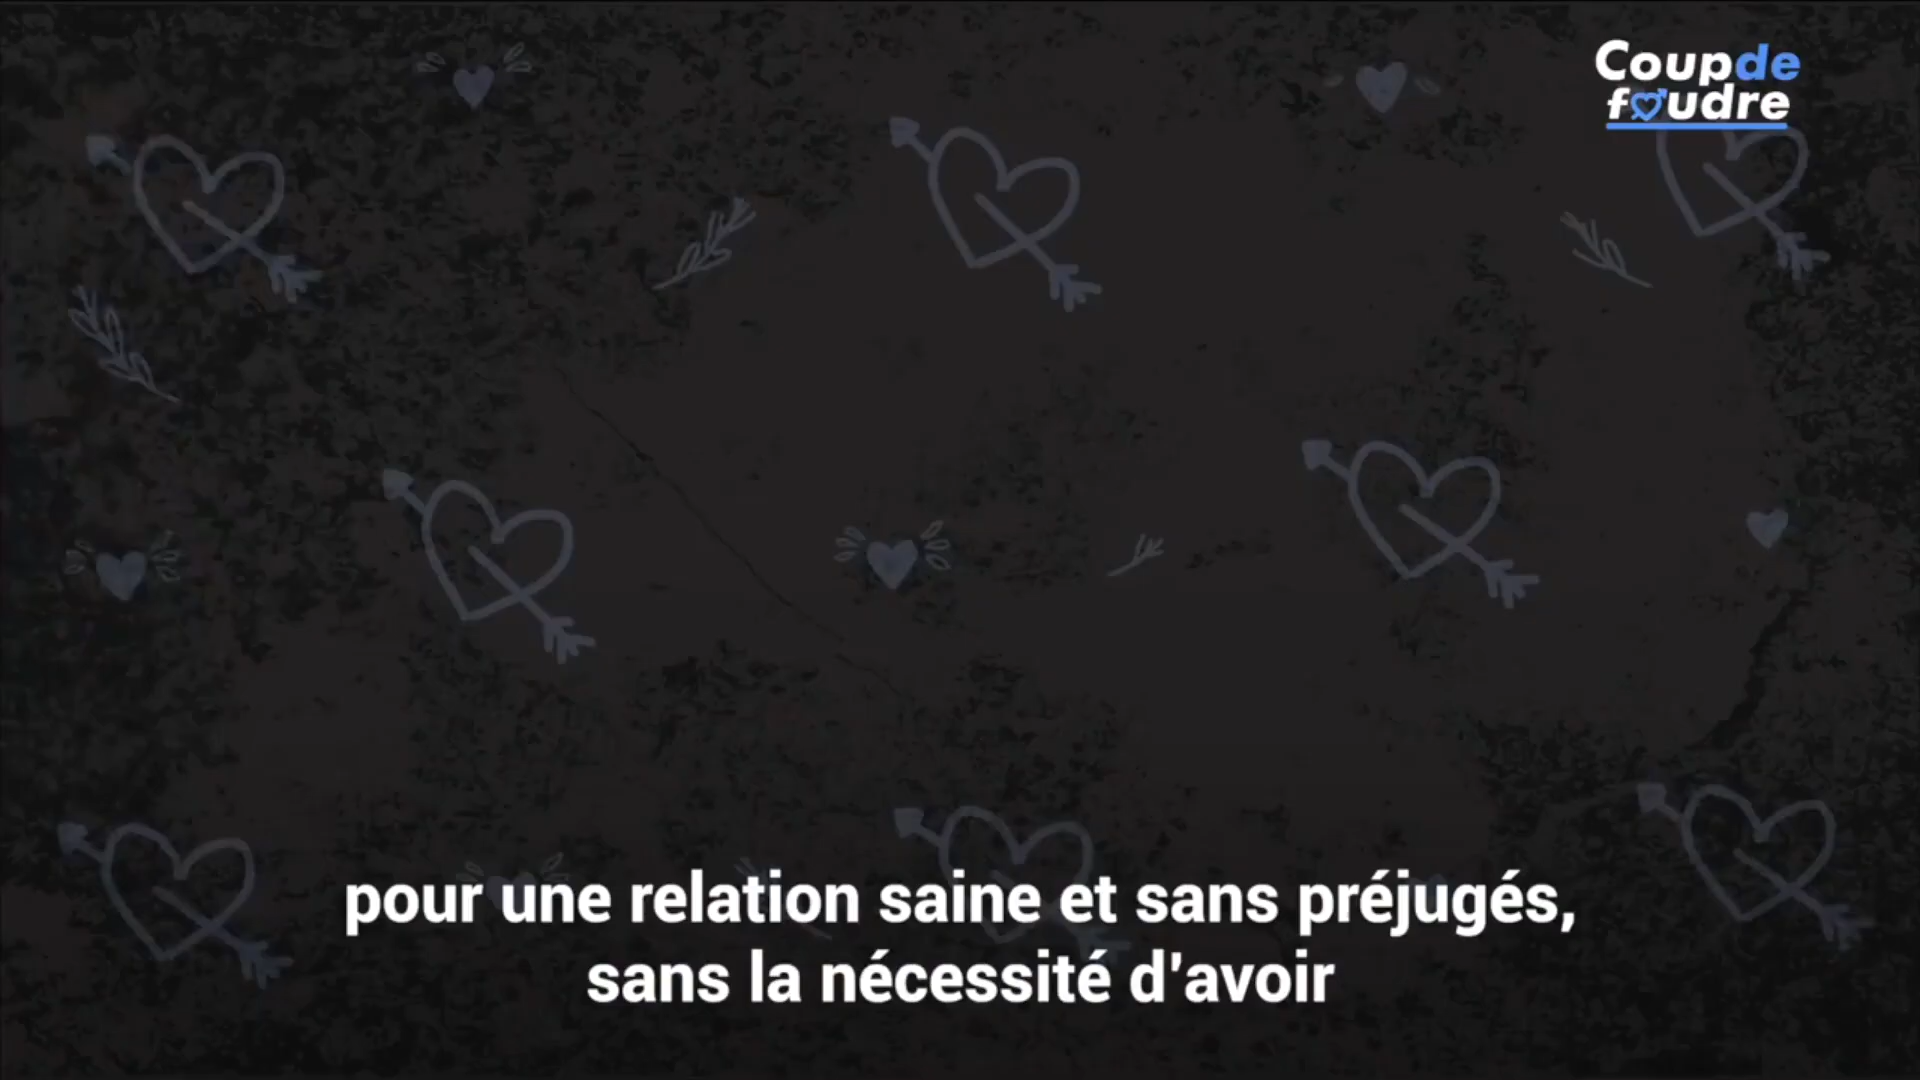 Coupde
foudre
pour une relation saine et sans préjugés,
sans la nécessité d'avoir